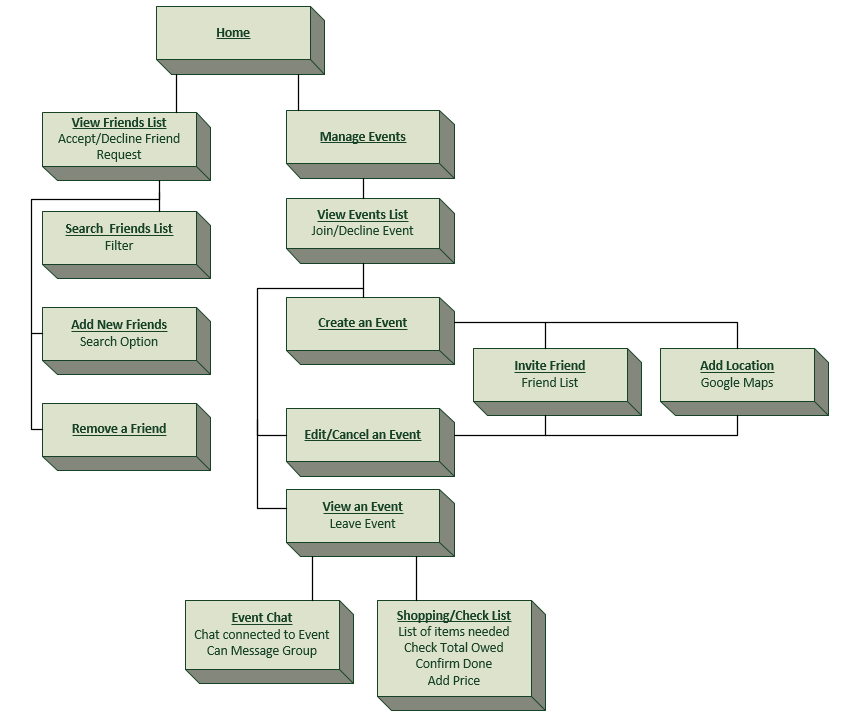 Home
View Friends List
Accept/Decline Friend
Request
Manage Events
Search  Friends List
Filter
View Events List
Join/Decline Event
Add New Friends
Search Option
Create an Event
Invite Friend
Friend List
Add Location
Google Maps
Remove a Friend
Edit/Cancel an Event
View an Event
Leave Event
Event Chat
Chat connected to Event
Can Message Group
Shopping/Check List
List of items needed
Check Total Owed
Confirm Done
Add Price